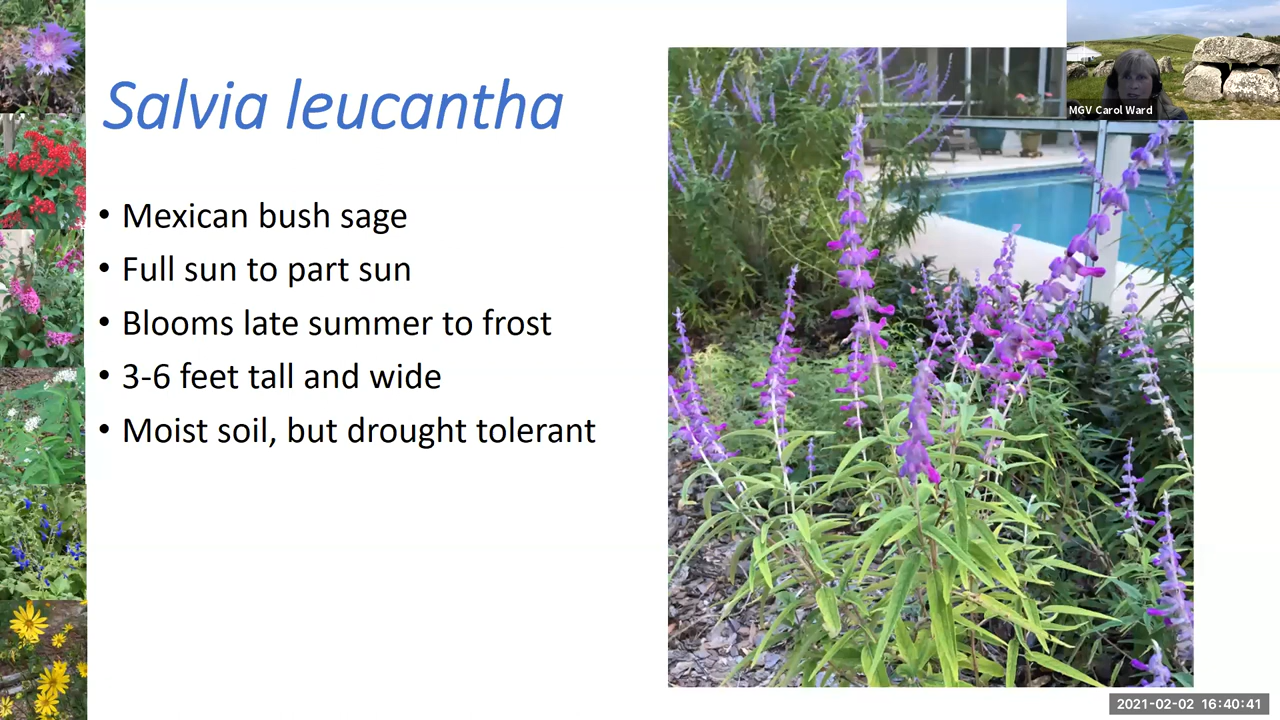 Salvia leucantha
• Mexican bush sage
• Full sun to part sun
• Blooms late summer to frost
• 3-6 feet tall and wide
• Moist soil, but drought tolerant
MGV Carol Ward
2021-02-02 16:40:41